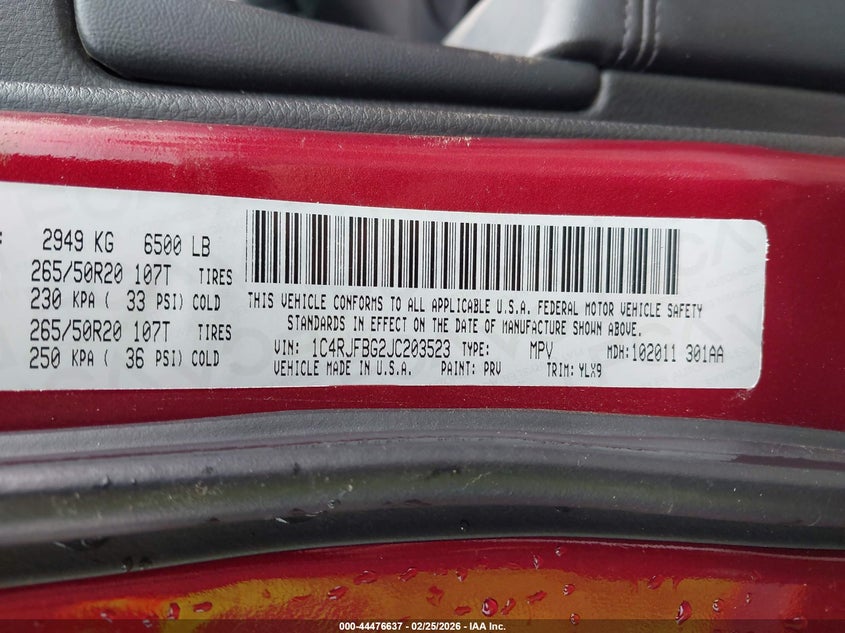 2949 KG 6500 LB
265/50R20 107T TIRES
230 KPA ( 33 PSI) COLD
265/50R20 107T TIRES
250 KPA ( 36 PSI) COLD
THIS VEHICLE CONFORMS TO ALL APPLICABLE U.S.A. FEDERAL MOTOR VEHICLE SAFETY
STANDARDS IN EFFECT ON THE DATE OF MANUFACTURE SHOWN ABOVE.
VIN: 1C4RJFBG2JC203523 TYPE: MPV MDH:102011 301AA
VEHICLE MADE IN U.S.A. PAINT: PRV TRIM: YLX9
000-44476637 - 02/25/2026 - IAA Inc.